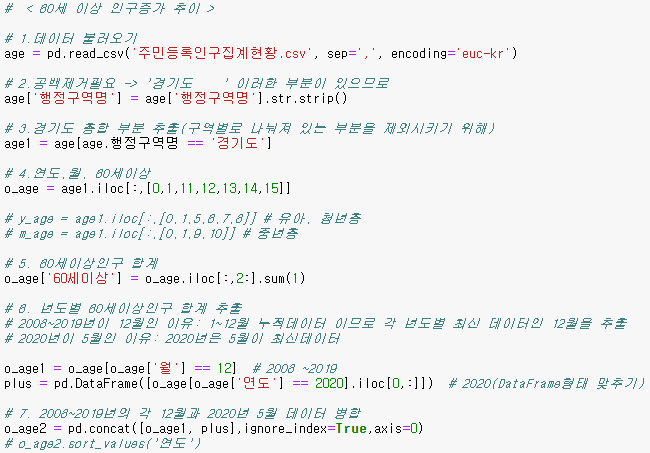 # < 60세 이상 인구증가 추이 >
# 1.데이터 불러오기
age = pd.read_csv('주민등록인구집계현황.csv', sep=',', encoding='euc-kr')
# 2.공백제거필요 -> '경기도    ' 이러한 부분이 있으므로
age['행정구역명'] = age['행정구역명'].str.strip()
# 3.경기도 총합 부분 추출(구역별로 나눠져 있는 부분을 제외시키기 위해)
age1 = age[age.행정구역명 == '경기도']
# 4.연도,월, 60세이상
o_age = age1.iloc[:,[0,1,11,12,13,14,15]]
# y_age = age1.iloc[:,[0,1,5,6,7,8]] # 유아, 청년층
# m_age = age1.iloc[:,[0,1,9,10]] # 중년층
# 5. 60세이상인구 합계
o_age['60세이상'] = o_age.iloc[:,2:].sum(1)
# 6. 년도별 60세이상인구 합계 추출
# 2008~2019년이 12월인 이유: 1~12월 누적데이터 이므로 각 년도별 최신 데이터인 12월을 추출
# 2020년이 5월인 이유: 2020년은 5월이 최신데이터
o_age1 = o_age[o_age['월'] == 12]  # 2008 ~2019
plus = pd.DataFrame([o_age[o_age['연도'] == 2020].iloc[0,:]])  # 2020(DataFrame형태 맞추기)
# 7. 2008~2019년의 각 12월과 2020년 5월 데이터 병합
o_age2 = pd.concat([o_age1, plus],ignore_index=True,axis=0)
# o_age2.sort_values('연도')